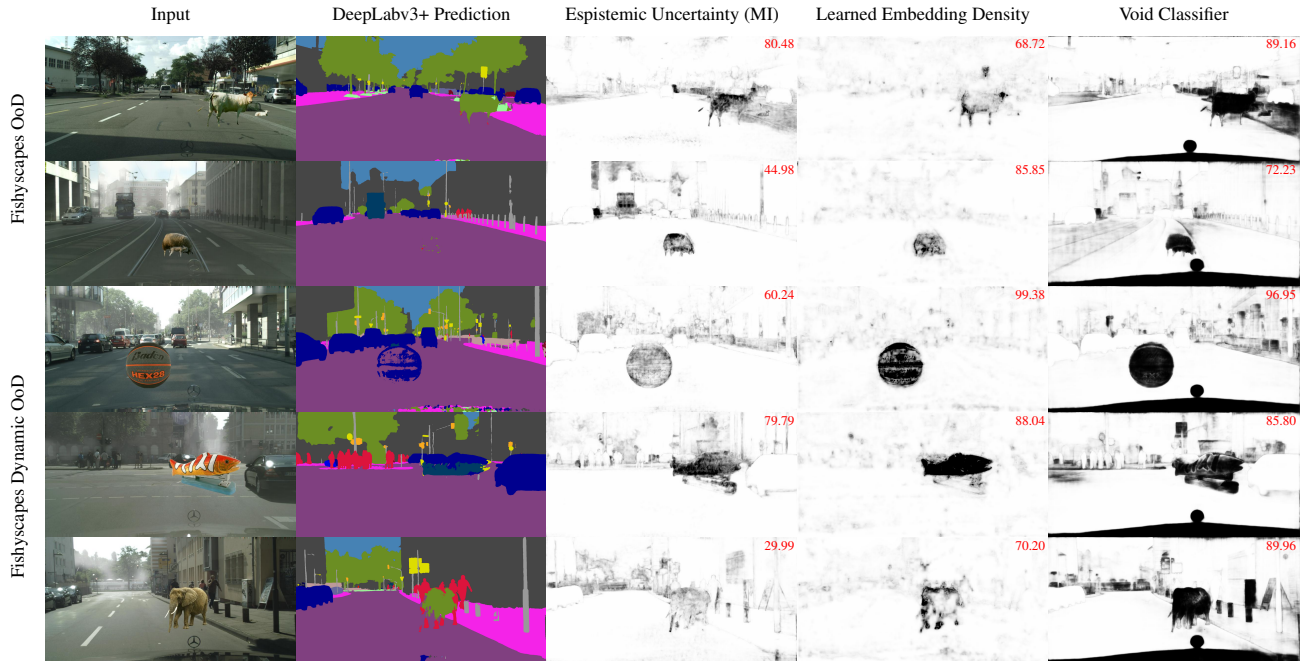 Input DeepLabv3+ Prediction Espistemic Uncertainty (MI) Learned Embedding Density Void Classifier
Fishyscapes OoD
80.48 68.72 89.16
44.98 85.85 72.23
Fishyscapes Dynamic OoD
60.24 99.38 96.95
79.79 88.04 85.80
29.99 70.20 89.96